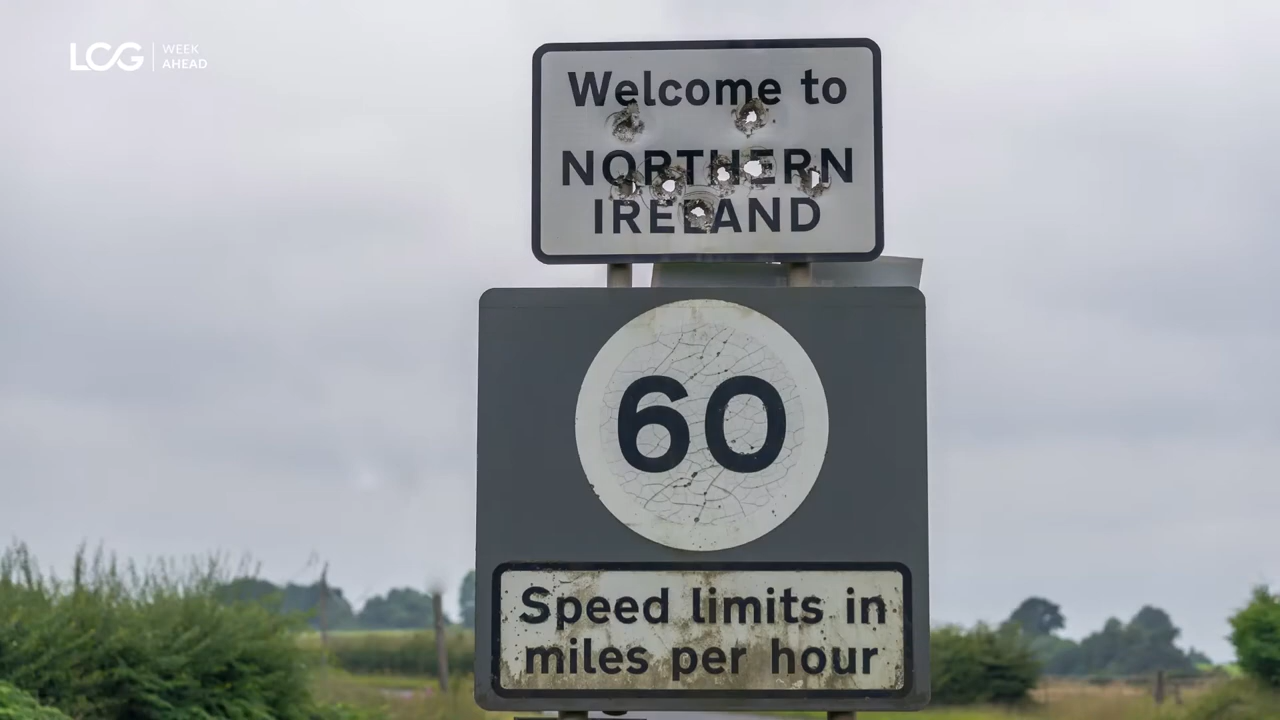 LCG WEEK
AHEAD
Welcome to
NORTHERN
IRELAND
60
Speed limits in
miles per hour